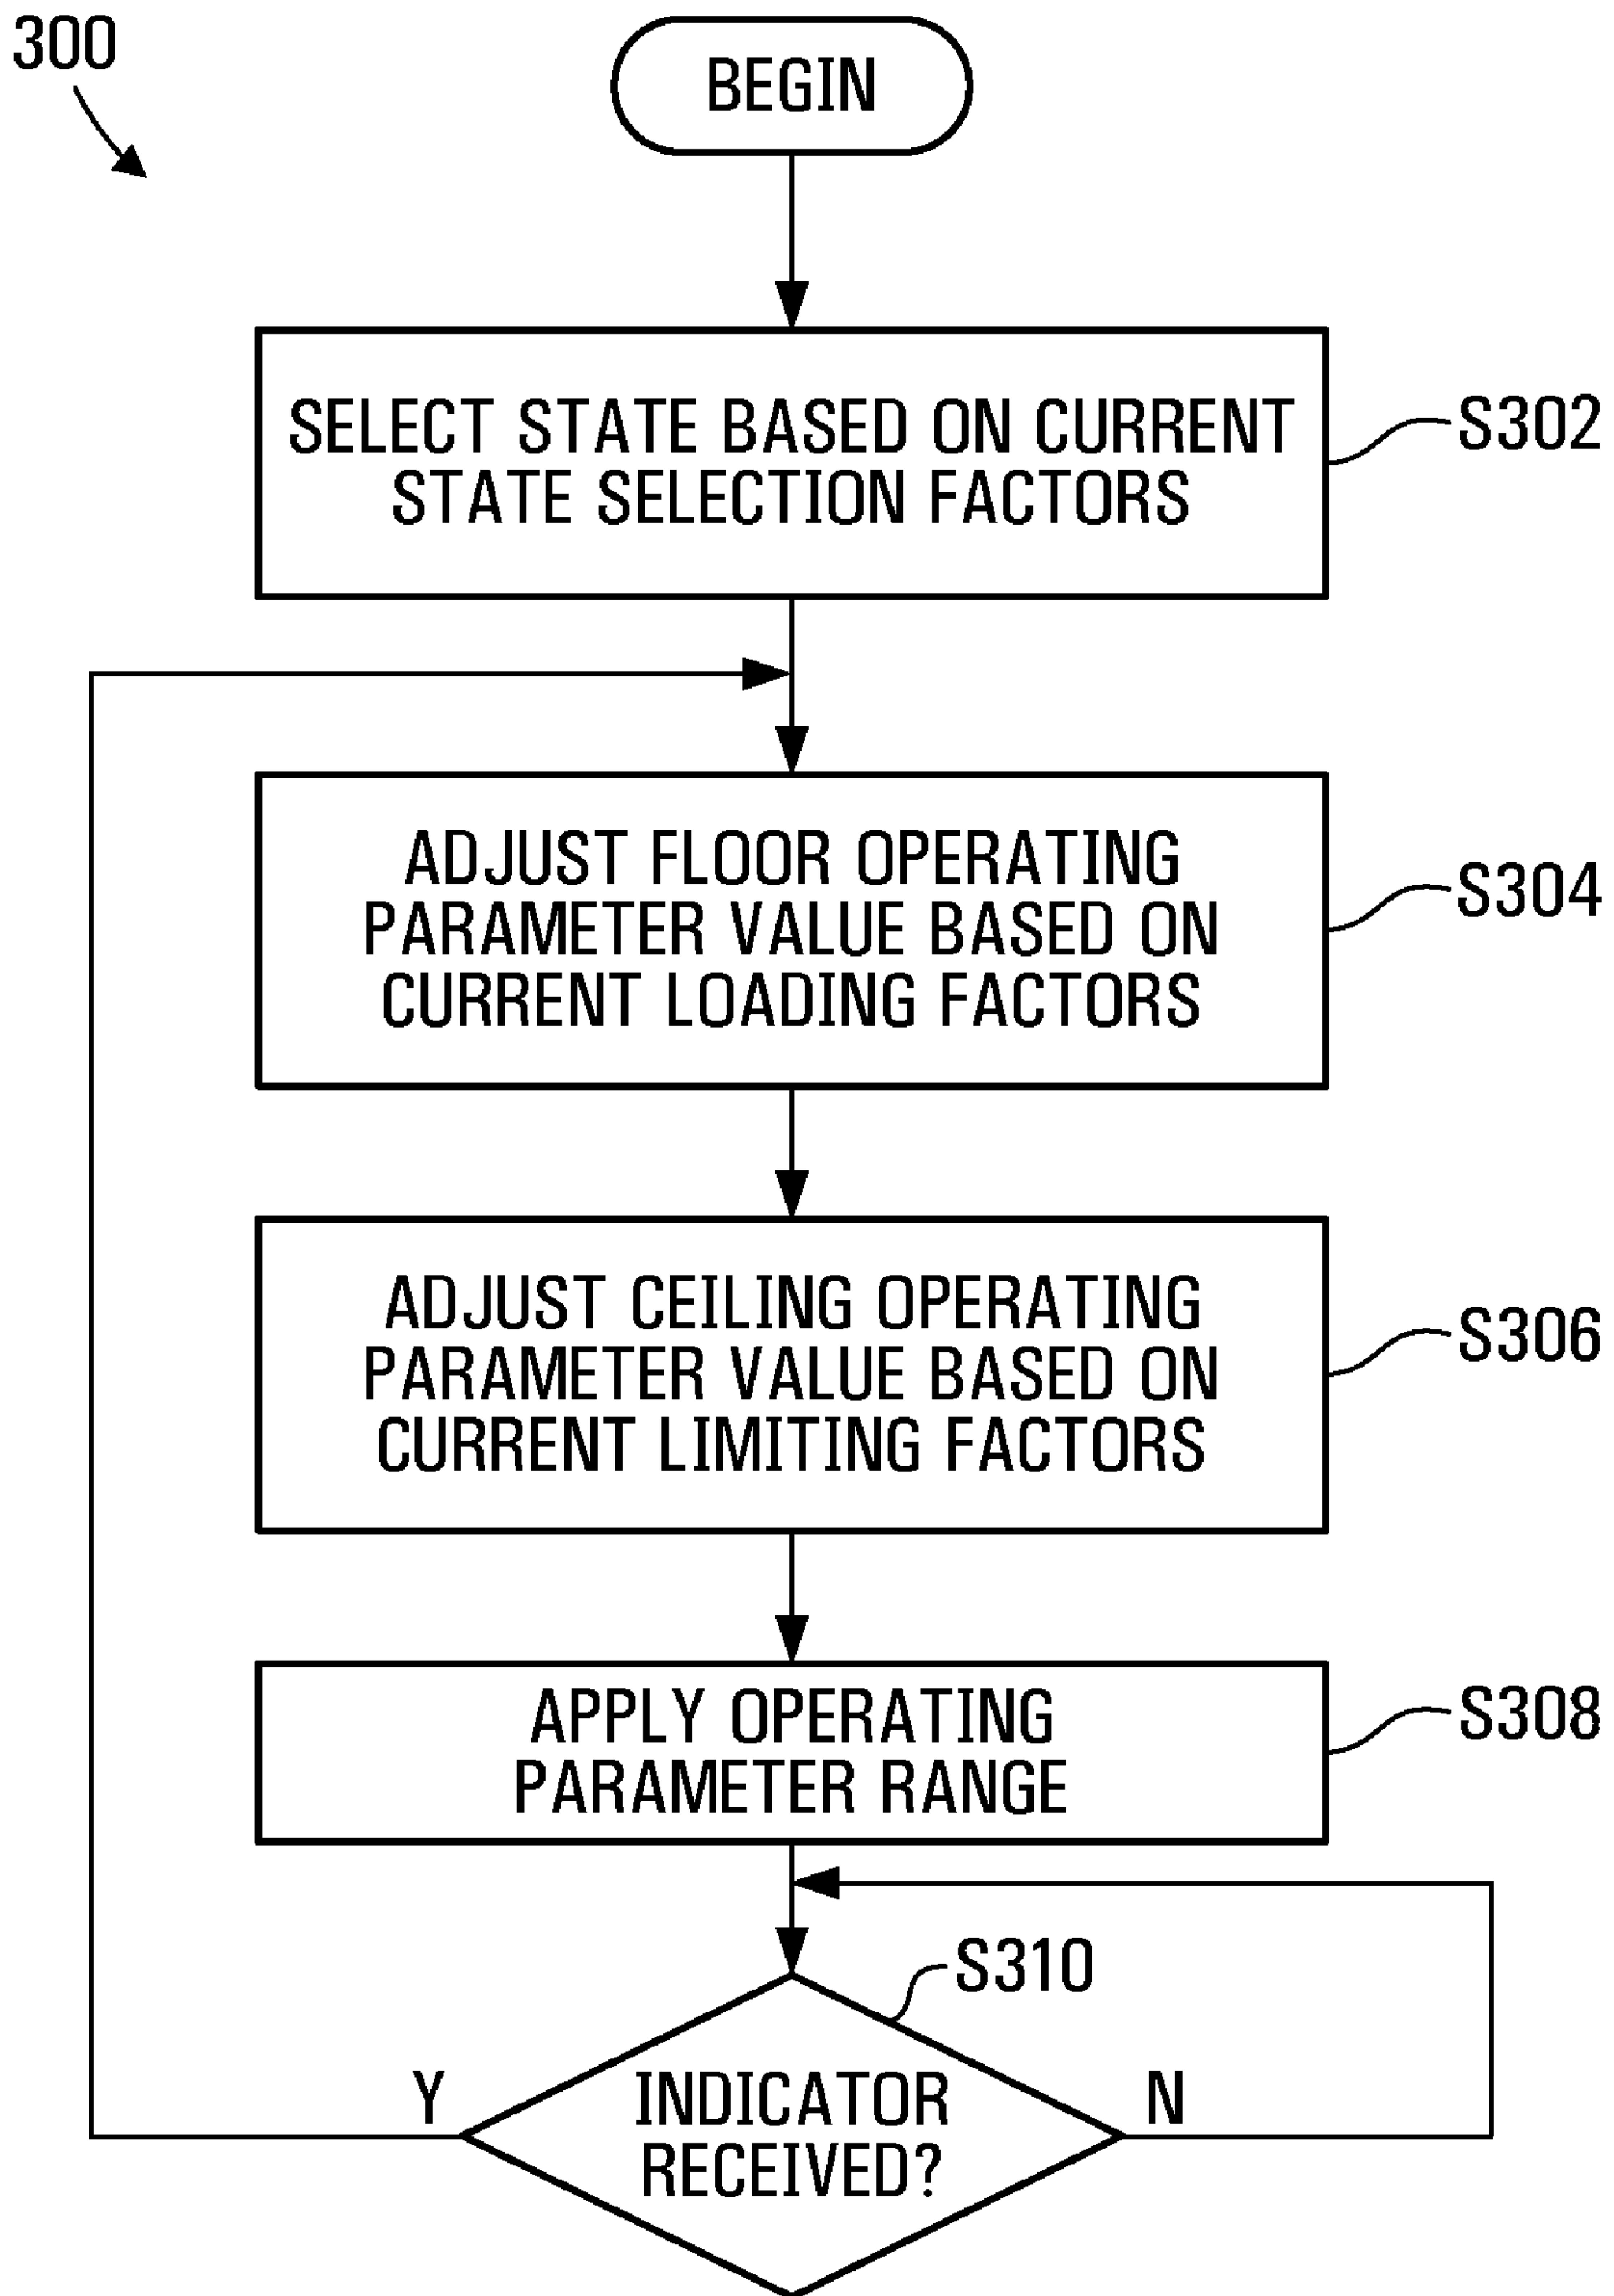 300
BEGIN
SELECT STATE BASED ON CURRENT
STATE SELECTION FACTORS
S302
ADJUST FLOOR OPERATING
PARAMETER VALUE BASED ON
CURRENT LOADING FACTORS
S304
ADJUST CEILING OPERATING
PARAMETER VALUE BASED ON
CURRENT LIMITING FACTORS
S306
APPLY OPERATING
PARAMETER RANGE
S308
S310
Y
INDICATOR
RECEIVED?
N